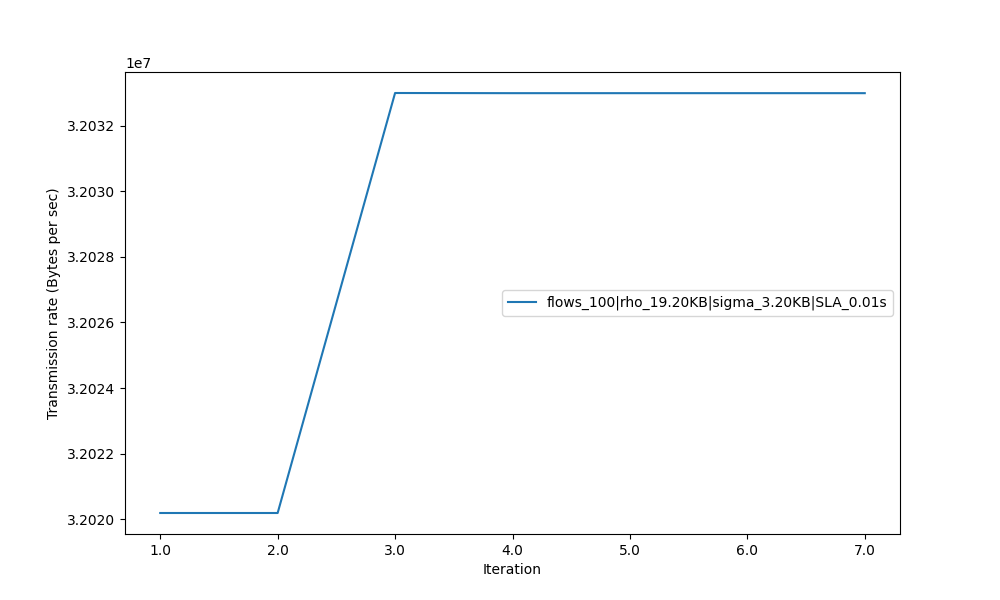 1e7
3.2032
3.2030
3.2028
3.2026
3.2024
3.2022
3.2020
Transmission rate (Bytes per sec)
flows_100|rho_19.20KB|sigma_3.20KB|SLA_0.01s
1.0 2.0 3.0 4.0 5.0 6.0 7.0
Iteration